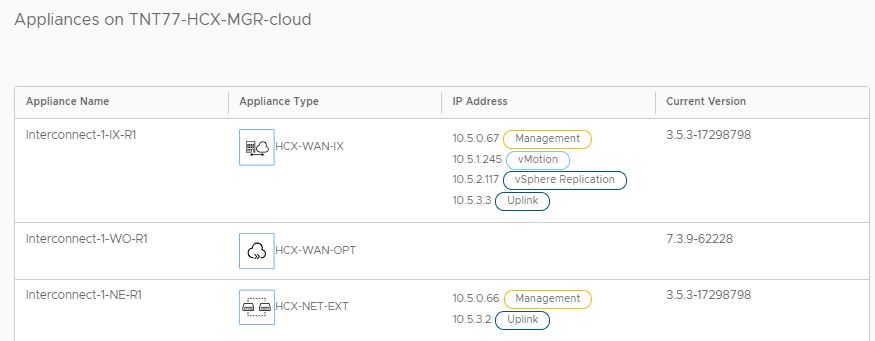 Appliances on TNT77-HCX-MGR-cloud
Appliance Name Appliance Type IP Address Current Version
Interconnect-1-IX-R1 HCX-WAN-IX 10.5.0.67 Management 3.5.3-17298798
10.5.1.245 vMotion
10.5.2.117 vSphere Replication
10.5.3.3 Uplink
Interconnect-1-WO-R1 HCX-WAN-OPT 7.3.9-62228
Interconnect-1-NE-R1 HCX-NET-EXT 10.5.0.66 Management 3.5.3-17298798
10.5.3.2 Uplink